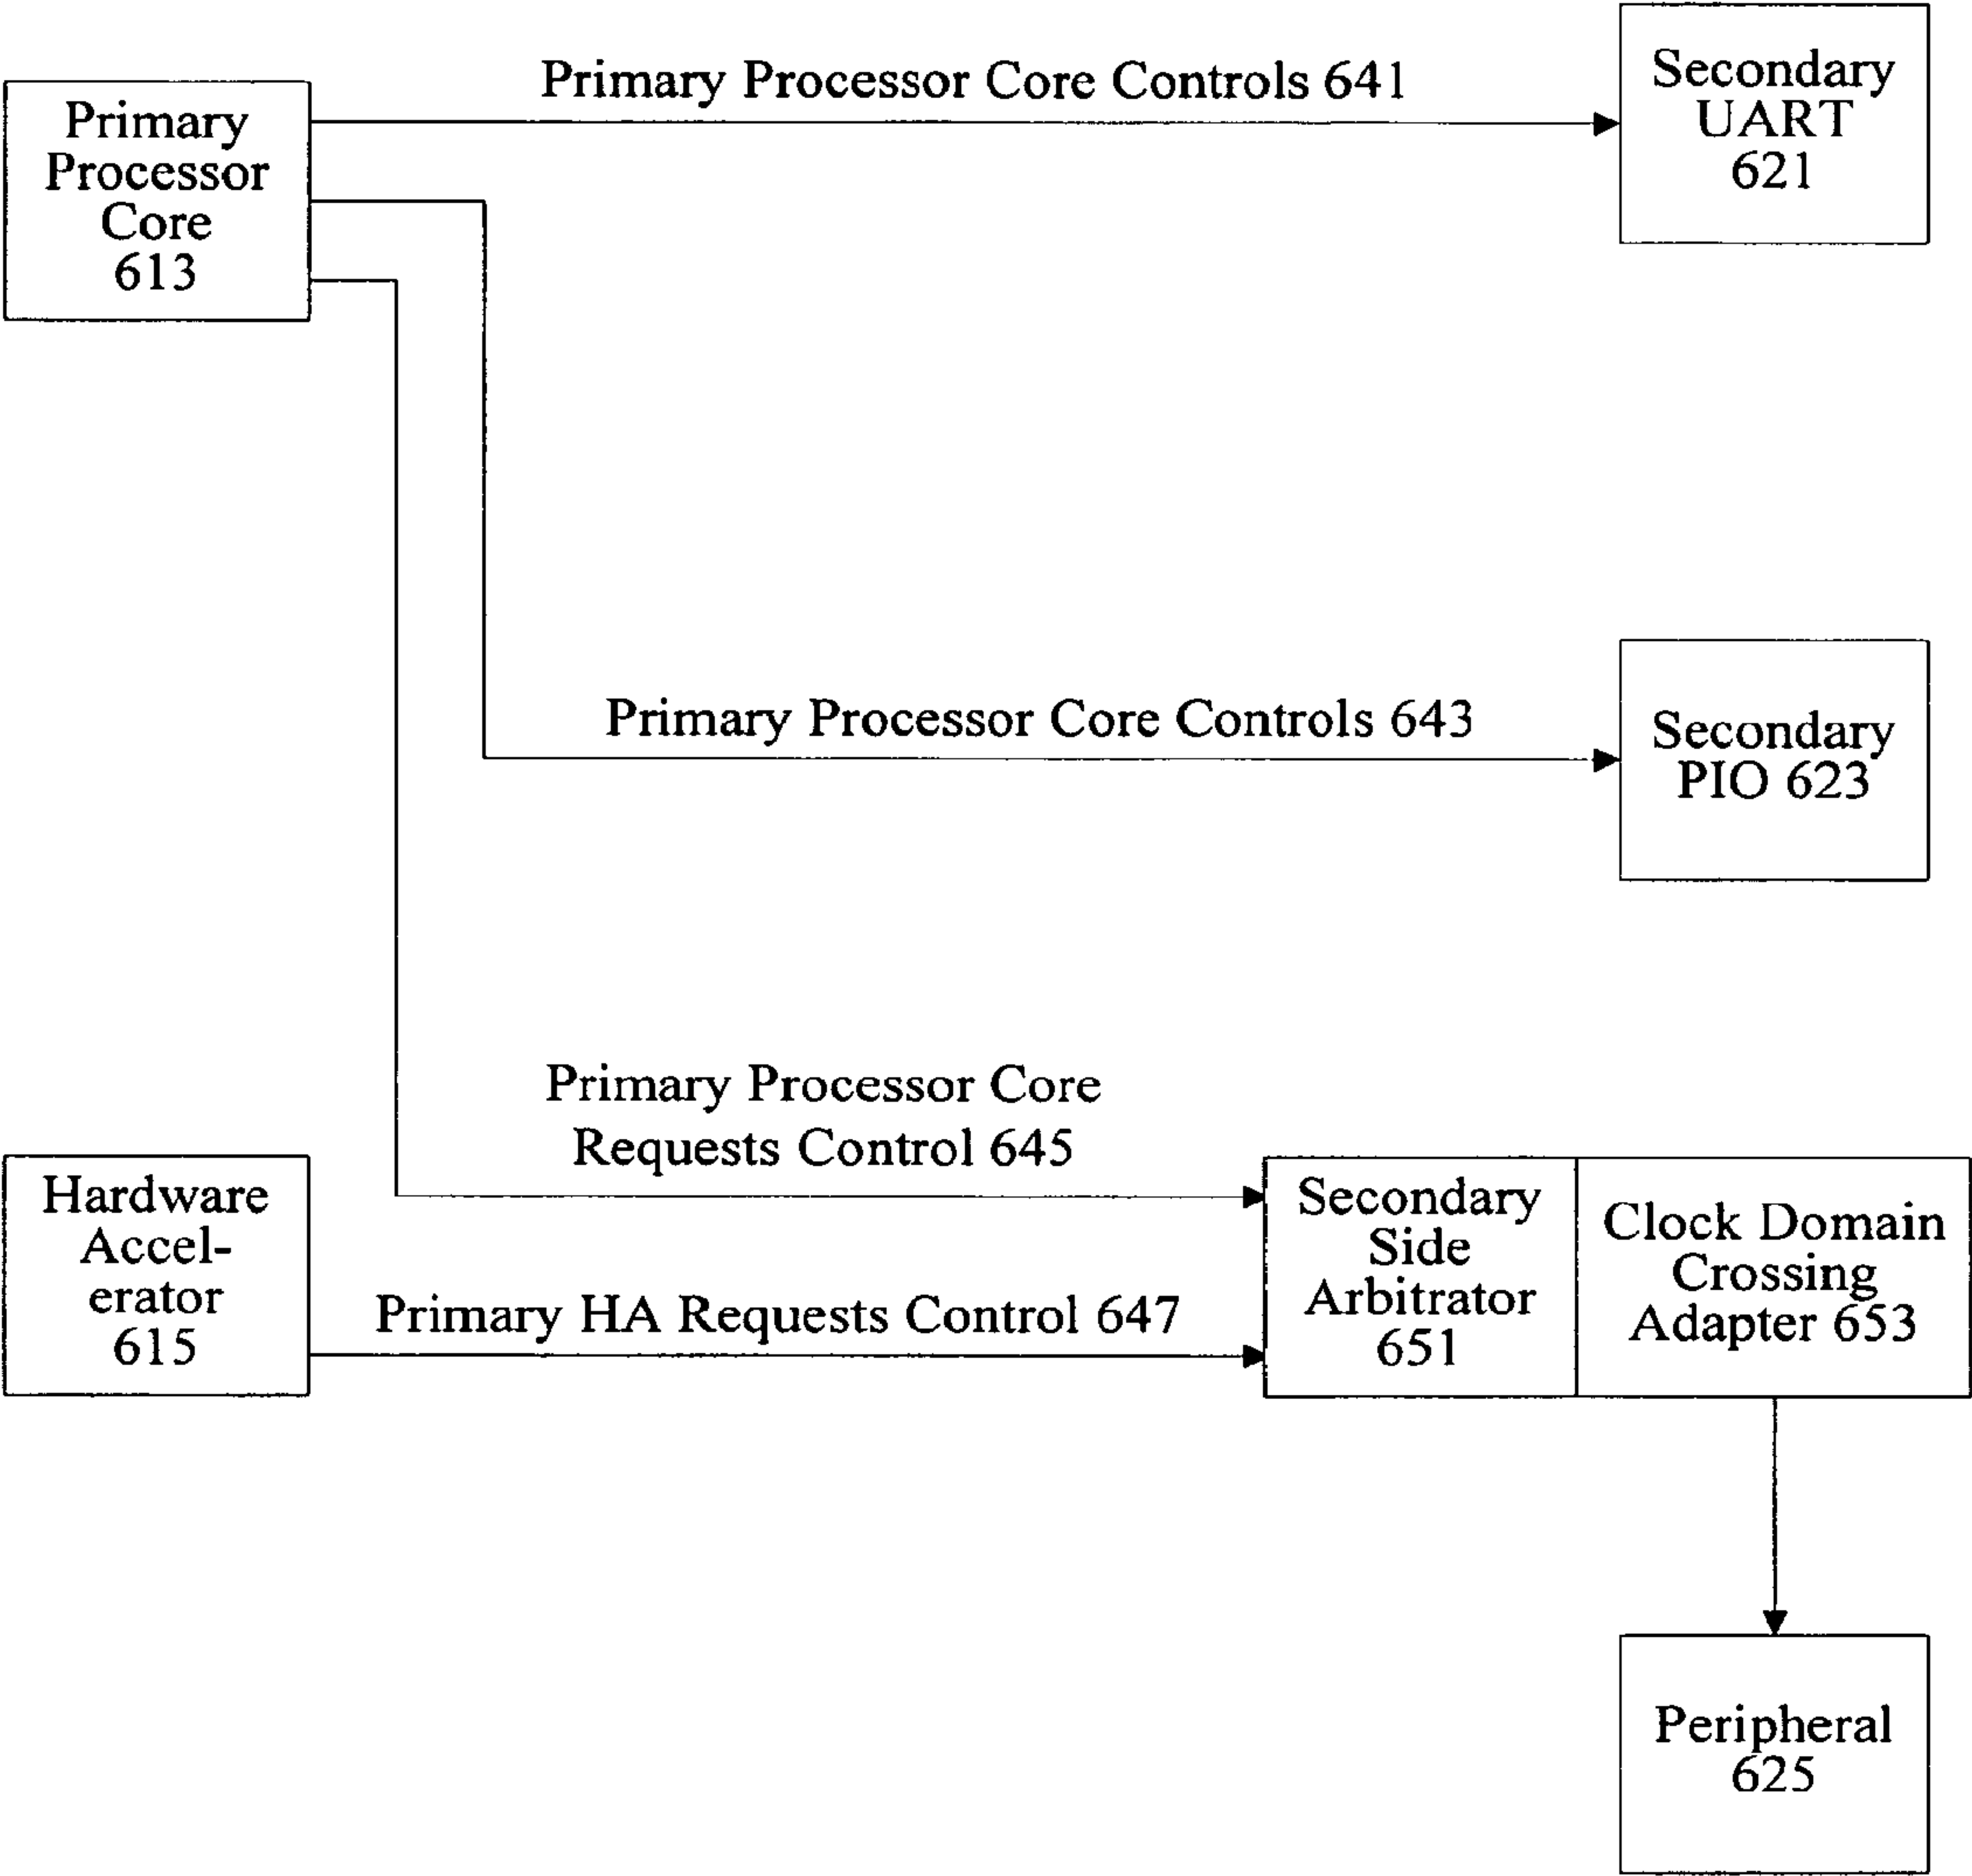 Primary Processor Core Controls 641
Secondary
UART
621
Primary
Processor
Core
613
Primary Processor Core Controls 643
Secondary
PIO 623
Primary Processor Core
Requests Control 645
Hardware
Accel-
erator
615
Primary HA Requests Control 647
Secondary
Side
Arbitrator
651
Clock Domain
Crossing
Adapter 653
Peripheral
625